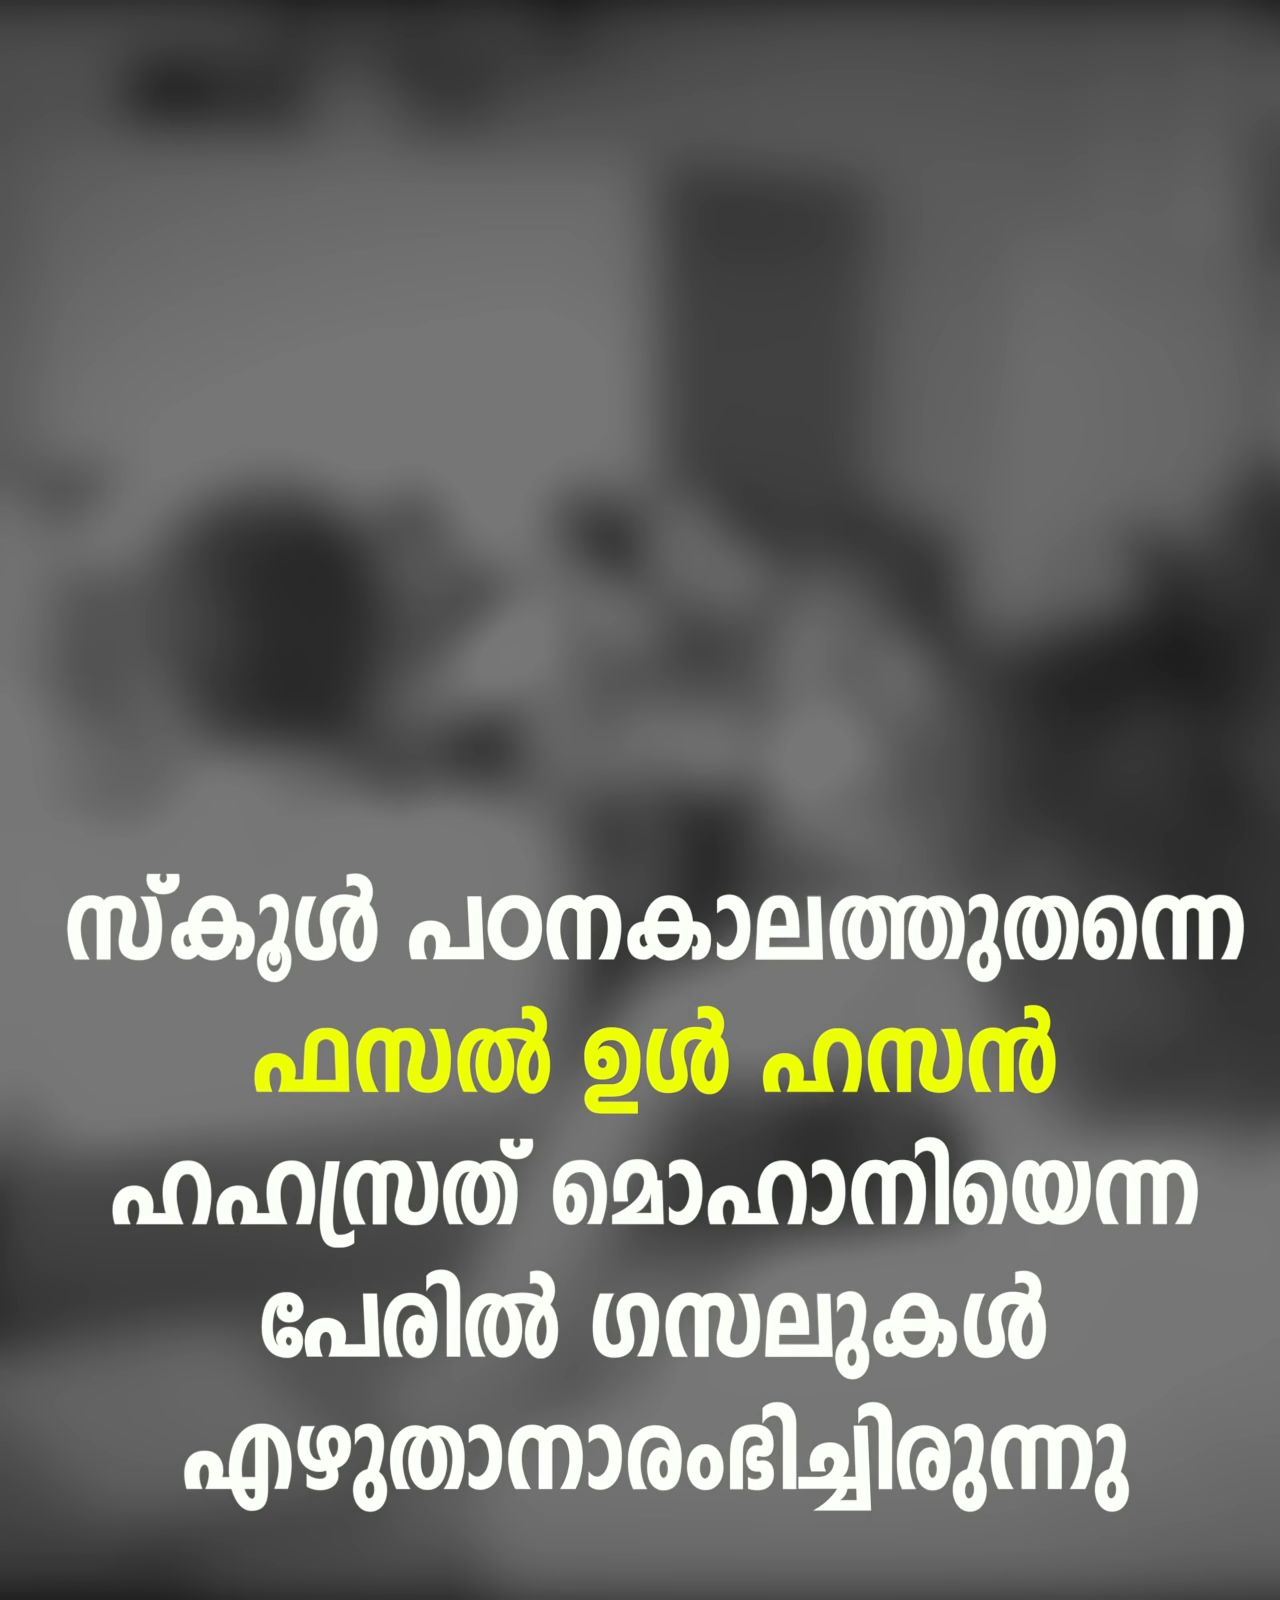 സ്കൂൾ പഠനകാലത്തുതന്നെ
ഫസൽ ഉൾ ഹസൻ
ഹഹസ്രത് മൊഹാനിയെന്ന
പേരിൽ ഗസലുകൾ
എഴുതാനാരംഭിച്ചിരുന്നു